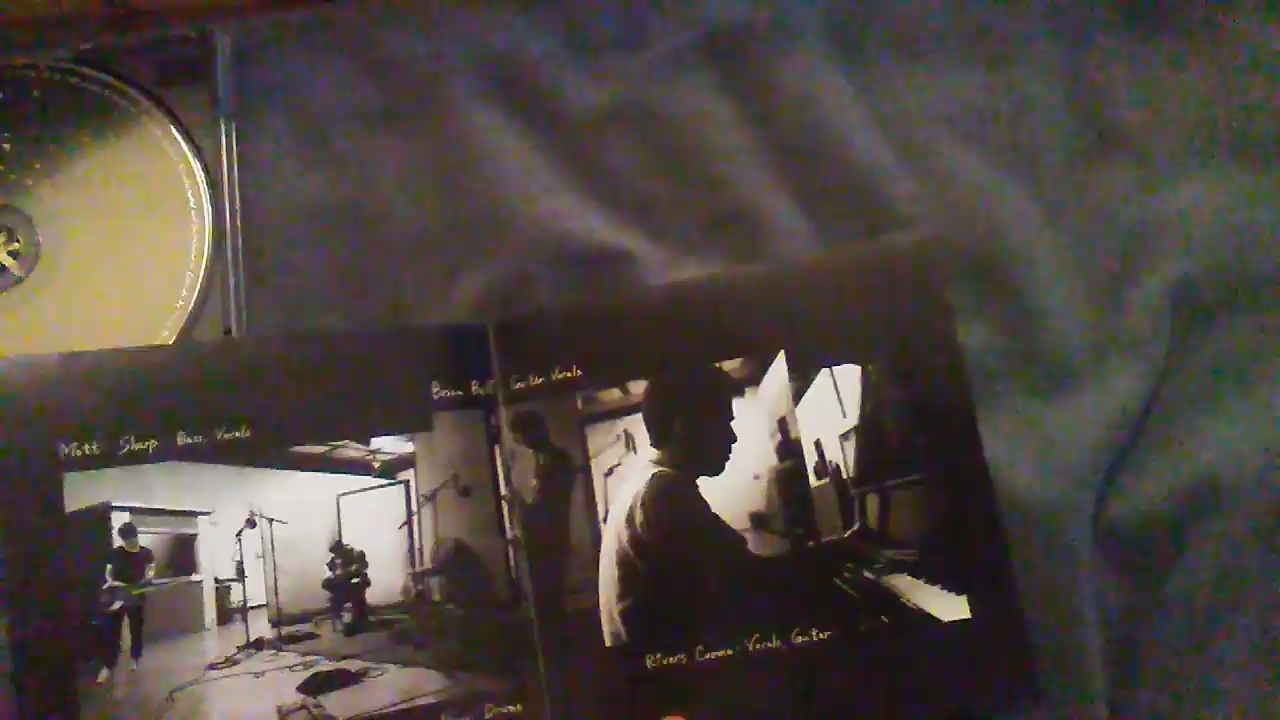 Brian Bell Guitar Vocals
Matt Sharp Bass, Vocals
Rivers Cuomo - Vocals, Guitar
Drums